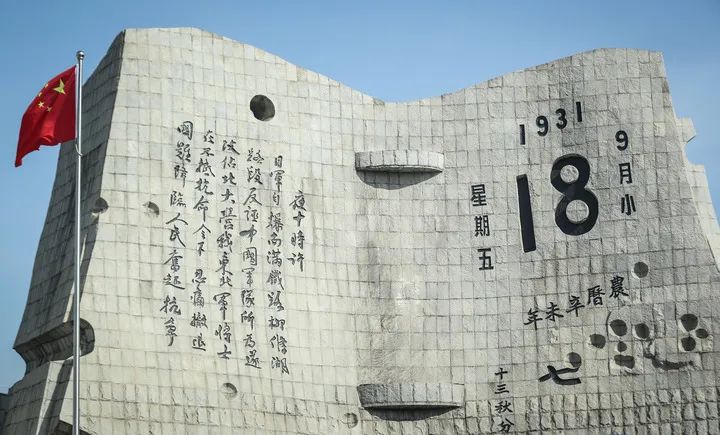 1931
9月小
18
星期五
農曆辛未年
七
十三秋分
夜十時許
日軍自爆南滿鐵路柳條湖
路段反誣中國軍隊所為遂
攻佔北大營我東北軍將士
在不抵抗命令下忍痛撤退
國難降臨人民奮起抗爭